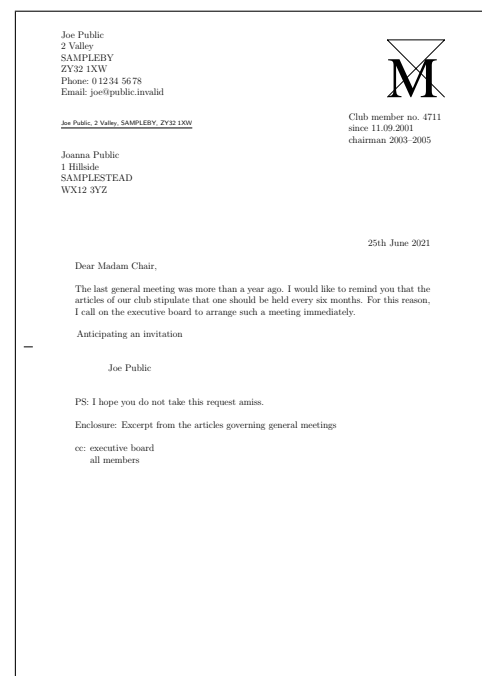 Joe Public
2 Valley
SAMPLEBY
ZY32 1XW
Phone: 0 12 34 56 78
Email: joe@public.invalid
M
Joe Public, 2 Valley, SAMPLEBY, ZY32 1XW
Club member no. 4711
since 11.09.2001
chairman 2003–2005
Joanna Public
1 Hillside
SAMPLESTEAD
WX12 3YZ
25th June 2021
Dear Madam Chair,
The last general meeting was more than a year ago. I would like to remind you that the
articles of our club stipulate that one should be held every six months. For this reason,
I call on the executive board to arrange such a meeting immediately.
Anticipating an invitation
Joe Public
PS: I hope you do not take this request amiss.
Enclosure: Excerpt from the articles governing general meetings
cc: executive board
all members